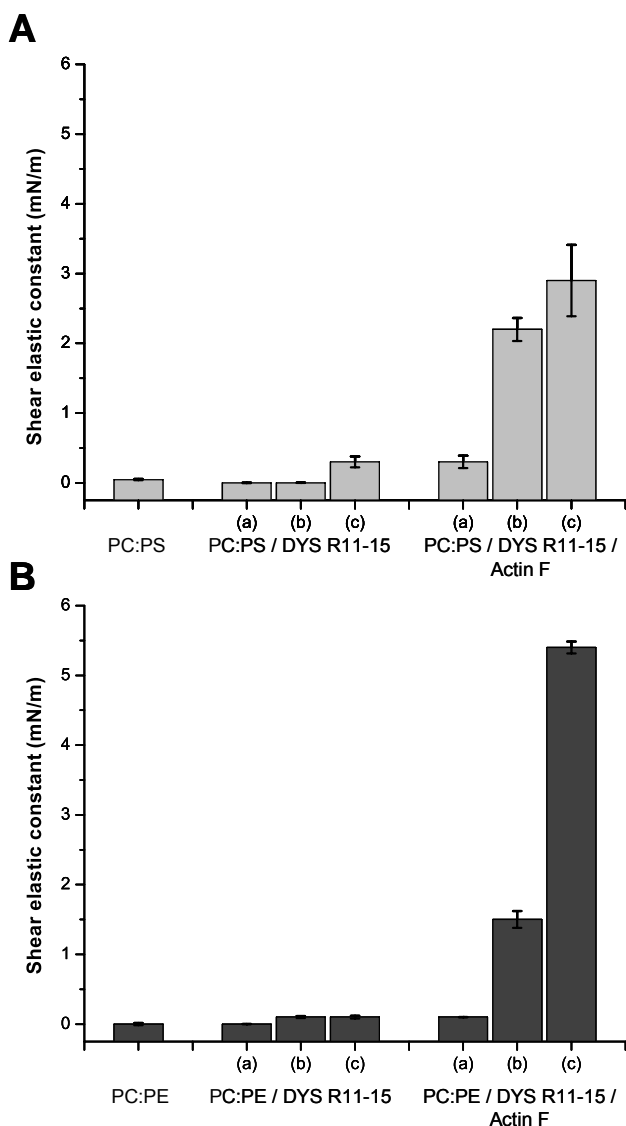 A
6
5
4
3
2
1
0
Shear elastic constant (mN/m)
(a) (b) (c) (a) (b) (c)
PC:PS PC:PS / DYS R11-15 PC:PS / DYS R11-15 /
Actin F
B
6
5
4
3
2
1
0
Shear elastic constant (mN/m)
(a) (b) (c) (a) (b) (c)
PC:PE PC:PE / DYS R11-15 PC:PE / DYS R11-15 /
Actin F